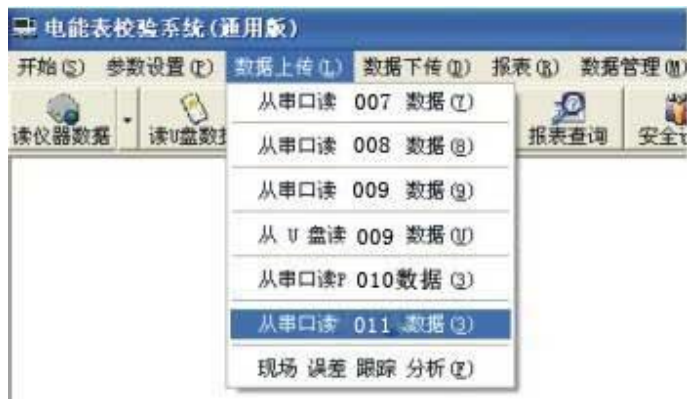 电能表校验系统(通用版)
开始(S) 参数设置(P) 数据上传(L) 数据下传(D) 报表(R) 数据管理(M)
读仪器数据 读U盘数据 报表查询 安全
从串口读 007 数据(7)
从串口读 008 数据(8)
从串口读 009 数据(9)
从 U 盘读 009 数据(U)
从串口读P 010数据(3)
从串口读 011 数据(3)
现场 误差 跟踪 分析(F)